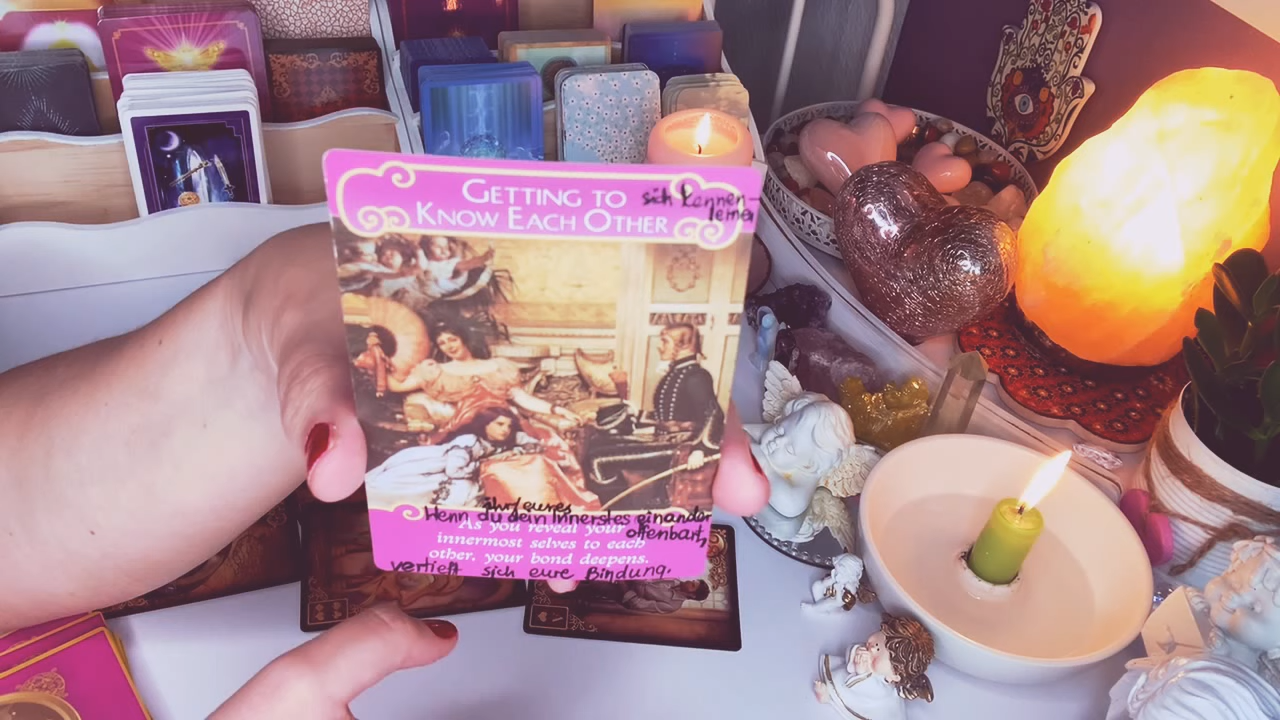 GETTING TO
KNOW EACH OTHER
sich kennen-
lernen
ihr/eures
Wenn du dein Innerstes einander
offenbart,
As you reveal your
innermost selves to each
other, your bond deepens.
vertieft sich eure Bindung.